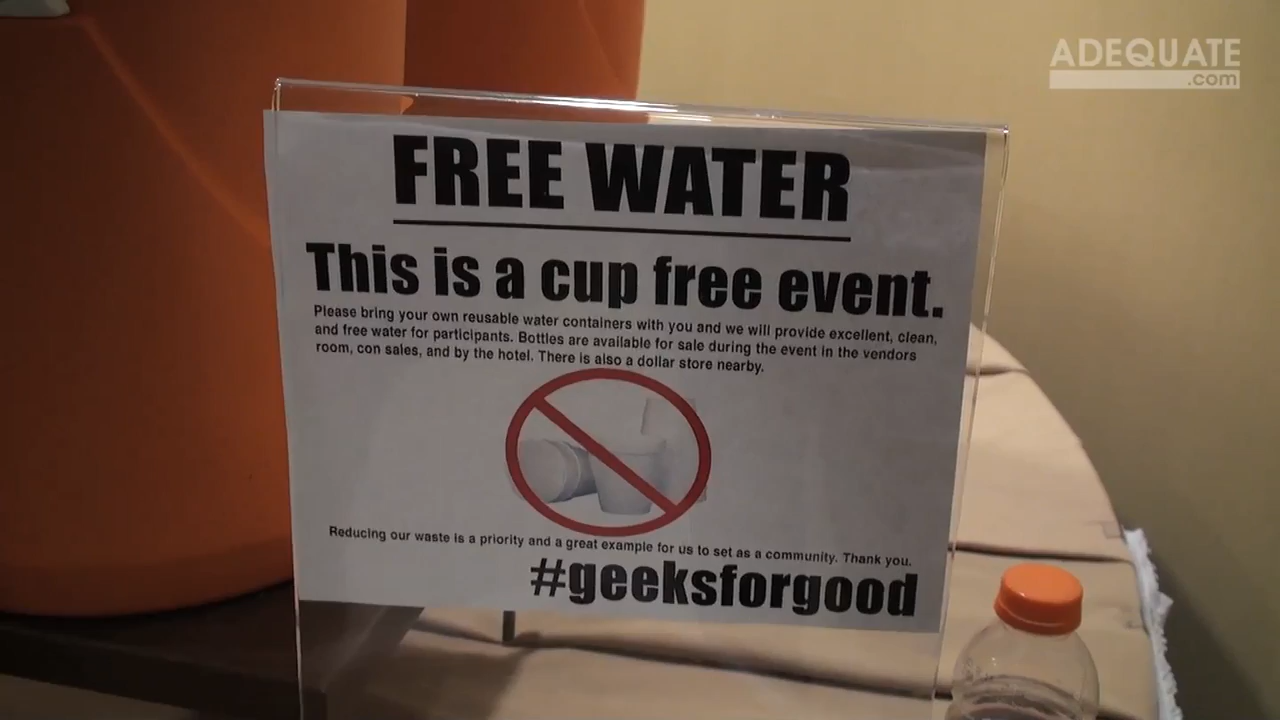 ADEQUATE
.com
FREE WATER
This is a cup free event.
Please bring your own reusable water containers with you and we will provide excellent, clean,
and free water for participants. Bottles are available for sale during the event in the vendors
room, con sales, and by the hotel. There is also a dollar store nearby.
Reducing our waste is a priority and a great example for us to set as a community. Thank you.
#geeksforgood